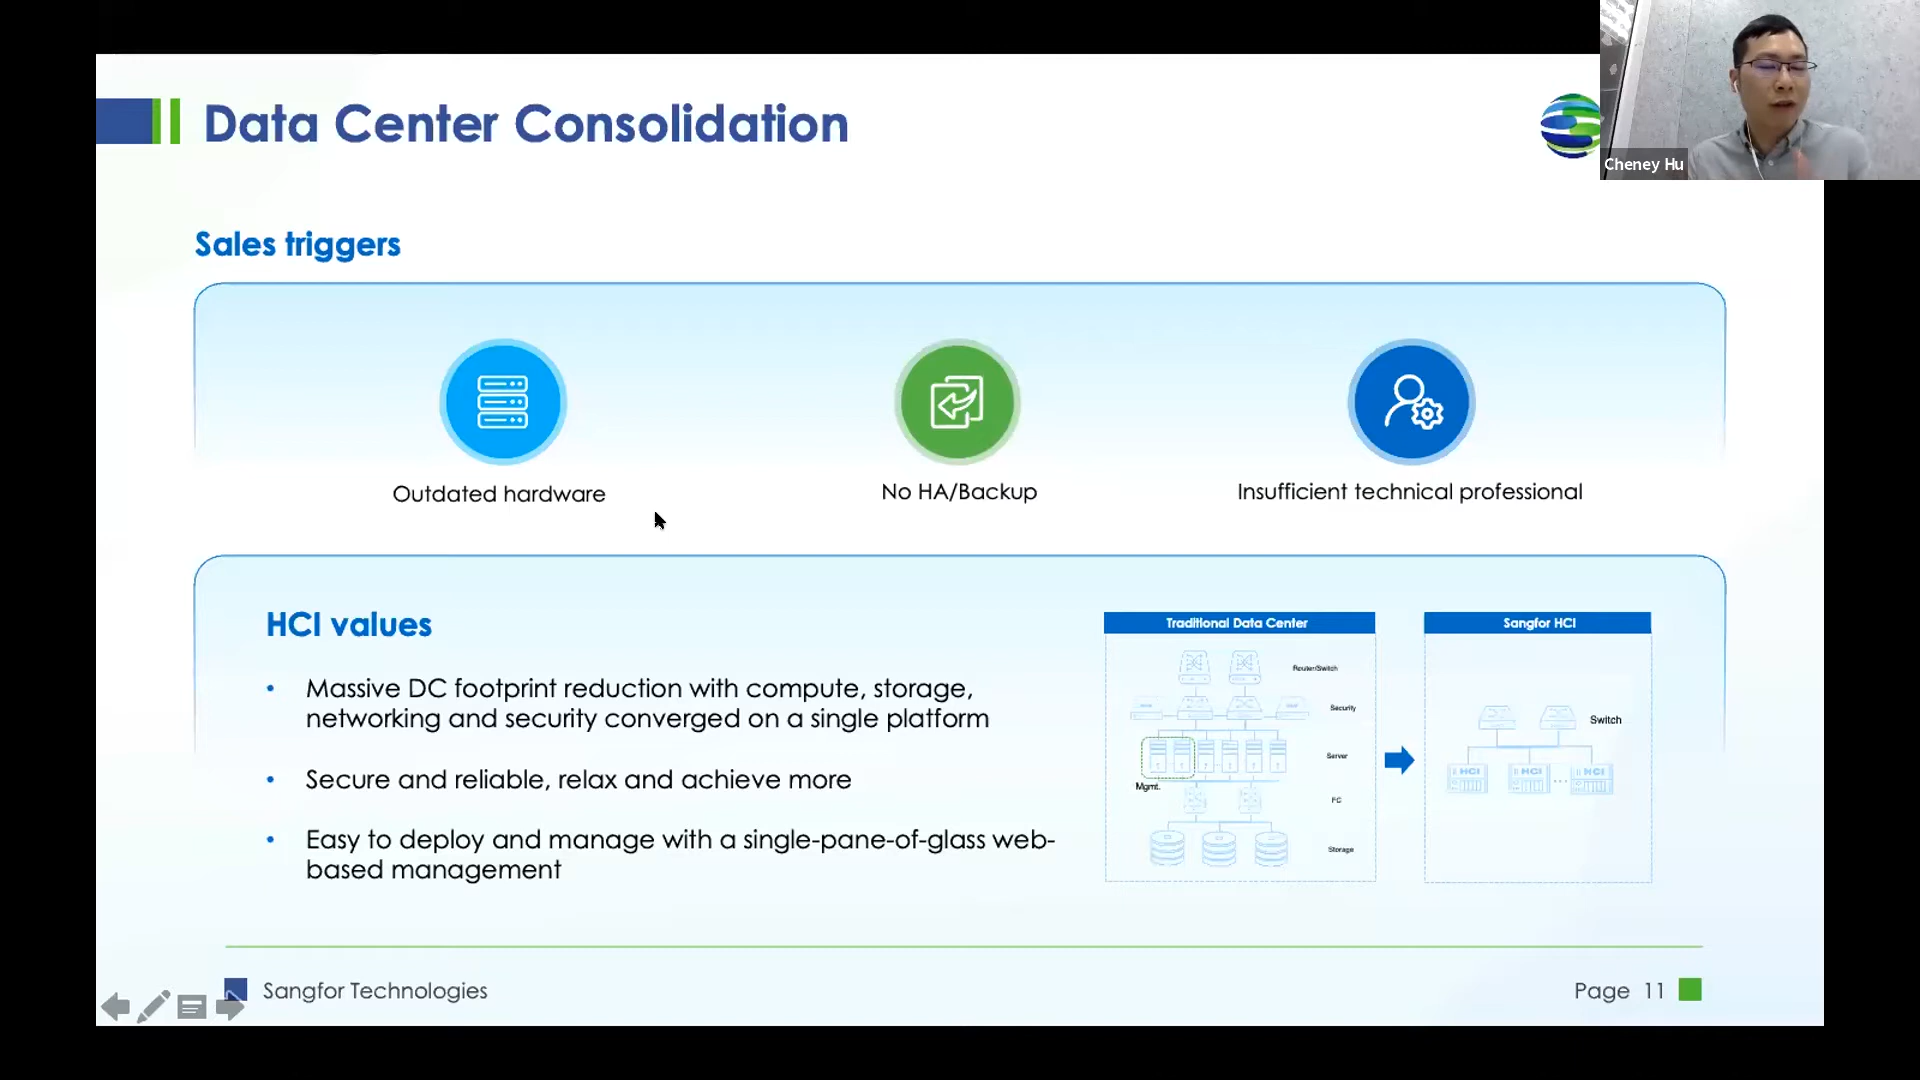 Data Center Consolidation
Cheney Hu
Sales triggers
Outdated hardware
No HA/Backup
Insufficient technical professional
HCI values
• Massive DC footprint reduction with compute, storage,
networking and security converged on a single platform
• Secure and reliable, relax and achieve more
• Easy to deploy and manage with a single-pane-of-glass web-
based management
Traditional Data Center
Router/Switch
Security
Server
Mgmt.
FC
Storage
Sangfor HCI
Switch
HCI
HCI
...
HCI
Sangfor Technologies
Page 11